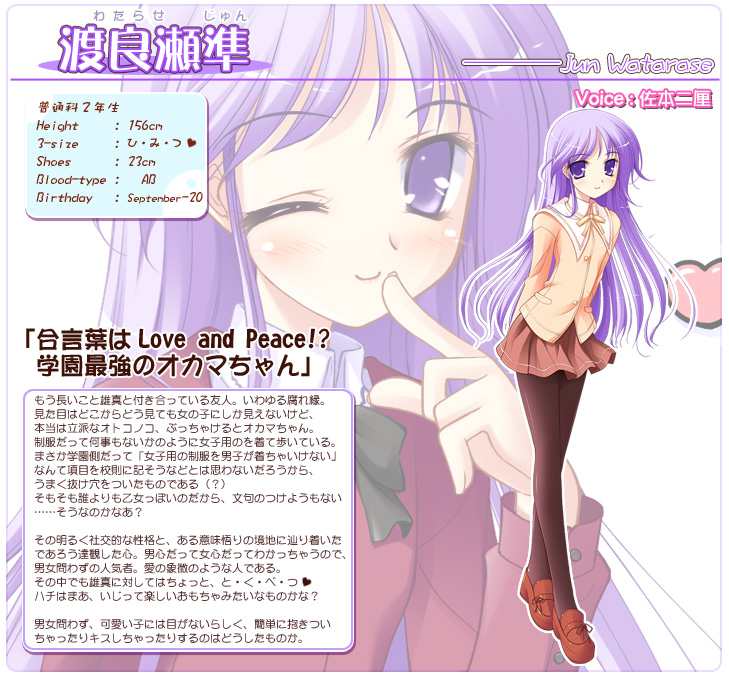 わたらせ じゅん
渡良瀬準
Jun Watarase
Voice : 佐本二厘
普通科2年生
Height : 156cm
3-size : ひ・み・つ♥
Shoes : 23cm
Blood-type : AB
Birthday : September-20
「合言葉は Love and Peace!?
学園最強のオカマちゃん」
もう長いこと雄真と付き合っている友人。いわゆる腐れ縁。
見た目はどこからどう見ても女の子にしか見えないけど、
本当は立派なオトコノコ、ぶっちゃけるとオカマちゃん。
制服だって何事もないかのように女子用のを着て歩いている。
まさか学園側だって「女子用の制服を男子が着ちゃいけない」
なんて項目を校則に記そうなどとは思わないだろうから、
うまく抜け穴をついたものである(?)
そもそも誰よりも乙女っぽいのだから、文句のつけようもない
……そうなのかなあ?
その明るく社交的な性格と、ある意味悟りの境地に辿り着いた
であろう達観した心。男心だって女心だってわかっちゃうので、
男女問わずの人気者。愛の象徴のような人である。
その中でも雄真に対してはちょっと、と・く・べ・つ♥
ハチはまあ、いじって楽しいおもちゃみたいなものかな?
男女問わず、可愛い子には目がないらしく、簡単に抱きつい
ちゃったりキスしちゃったりするのはどうしたものか。